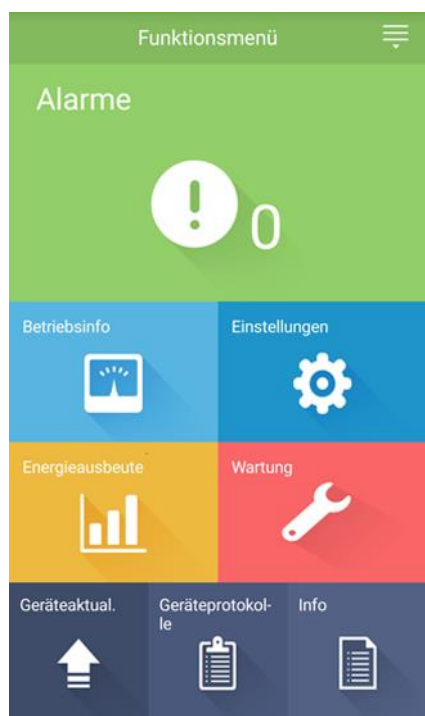 Funktionsmenü
Alarme
0
Betriebsinfo
Einstellungen
Energieausbeute
Wartung
Geräteaktual.
Geräteprotokol-
le
Info